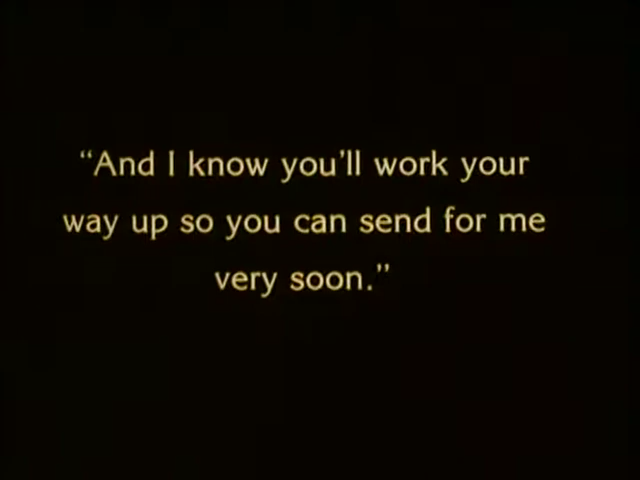 “And I know you’ll work your
way up so you can send for me
very soon.”